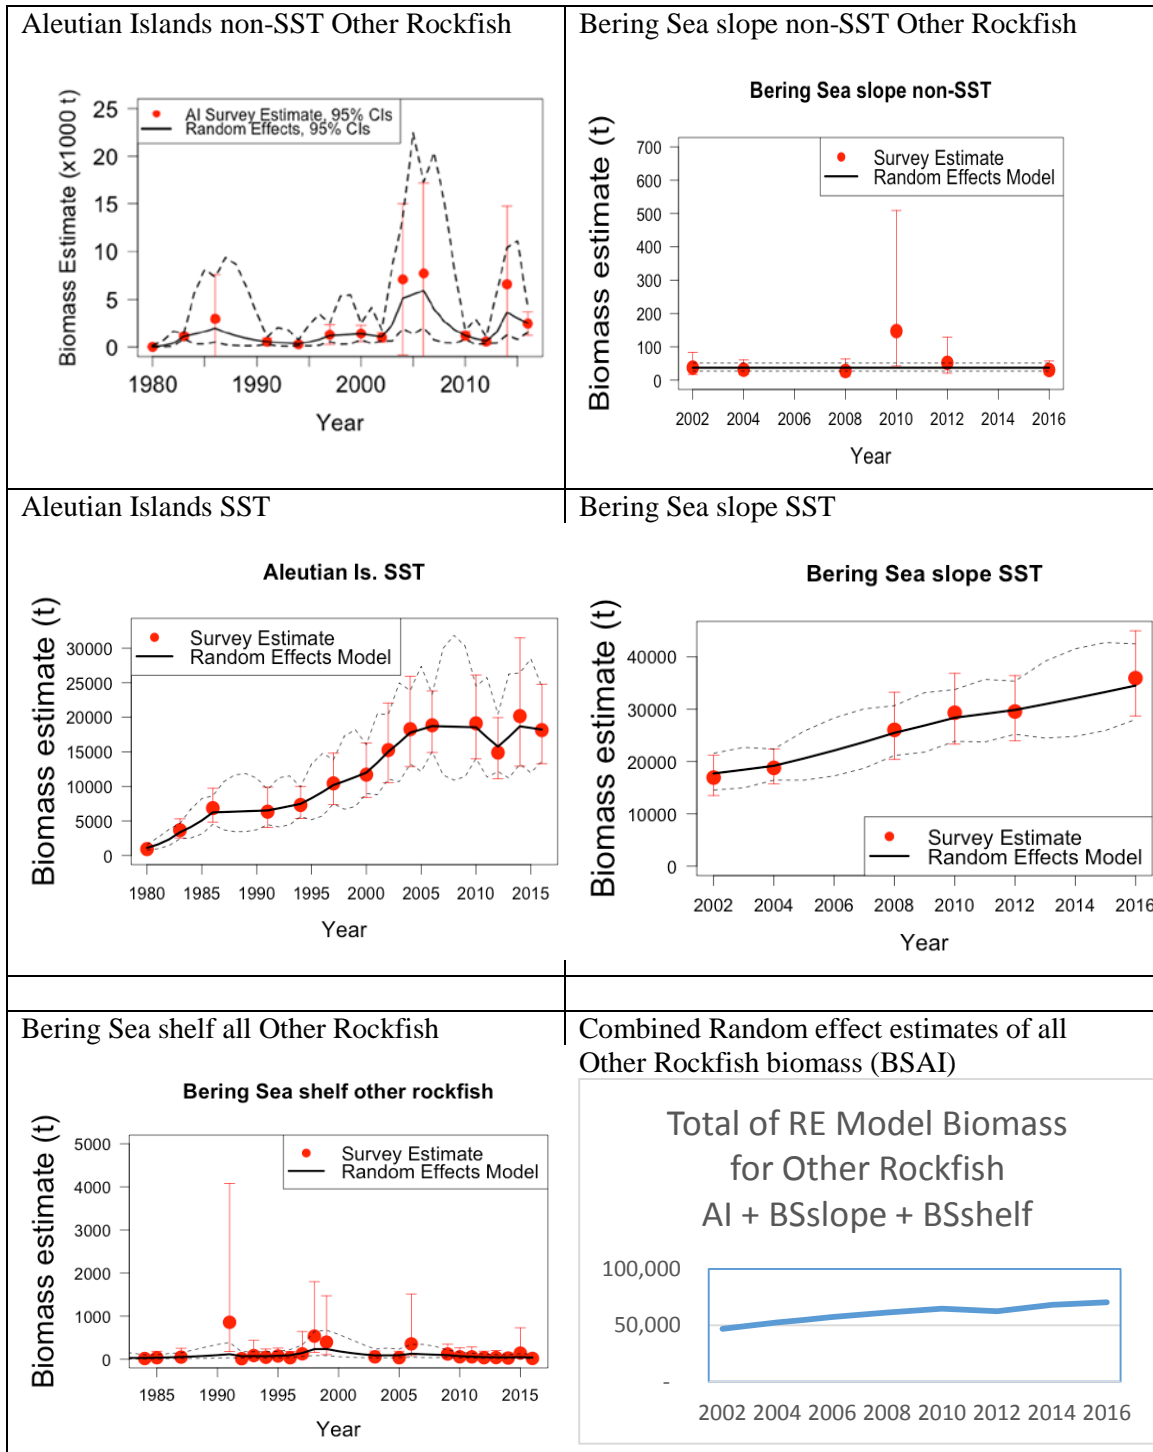 Aleutian Islands non-SST Other Rockfish
Biomass Estimate (x1000 t)
25
20
15
10
5
0
AI Survey Estimate, 95% CIs
Random Effects, 95% CIs
1980 1990 2000 2010
Year
Bering Sea slope non-SST Other Rockfish
Bering Sea slope non-SST
Biomass estimate (t)
700
600
500
400
300
200
100
0
Survey Estimate
Random Effects Model
2002 2004 2006 2008 2010 2012 2014 2016
Year
Aleutian Islands SST
Aleutian Is. SST
Biomass estimate (t)
30000
25000
20000
15000
10000
5000
0
Survey Estimate
Random Effects Model
1980 1985 1990 1995 2000 2005 2010 2015
Year
Bering Sea slope SST
Bering Sea slope SST
Biomass estimate (t)
40000
30000
20000
10000
0
Survey Estimate
Random Effects Model
2002 2004 2006 2008 2010 2012 2014 2016
Year
Bering Sea shelf all Other Rockfish
Bering Sea shelf other rockfish
Biomass estimate (t)
5000
4000
3000
2000
1000
0
Survey Estimate
Random Effects Model
1985 1990 1995 2000 2005 2010 2015
Year
Combined Random effect estimates of all
Other Rockfish biomass (BSAI)
Total of RE Model Biomass
for Other Rockfish
AI + BSslope + BSshelf
100,000
50,000
-
2002 2004 2006 2008 2010 2012 2014 2016